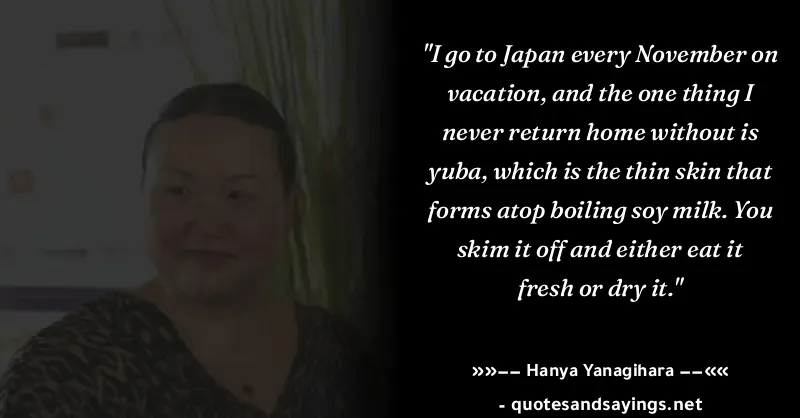 "I go to Japan every November on
vacation, and the one thing I
never return home without is
yuba, which is the thin skin that
forms atop boiling soy milk. You
skim it off and either eat it
fresh or dry it."
»»−− Hanya Yanagihara −−««
- quotesandsayings.net